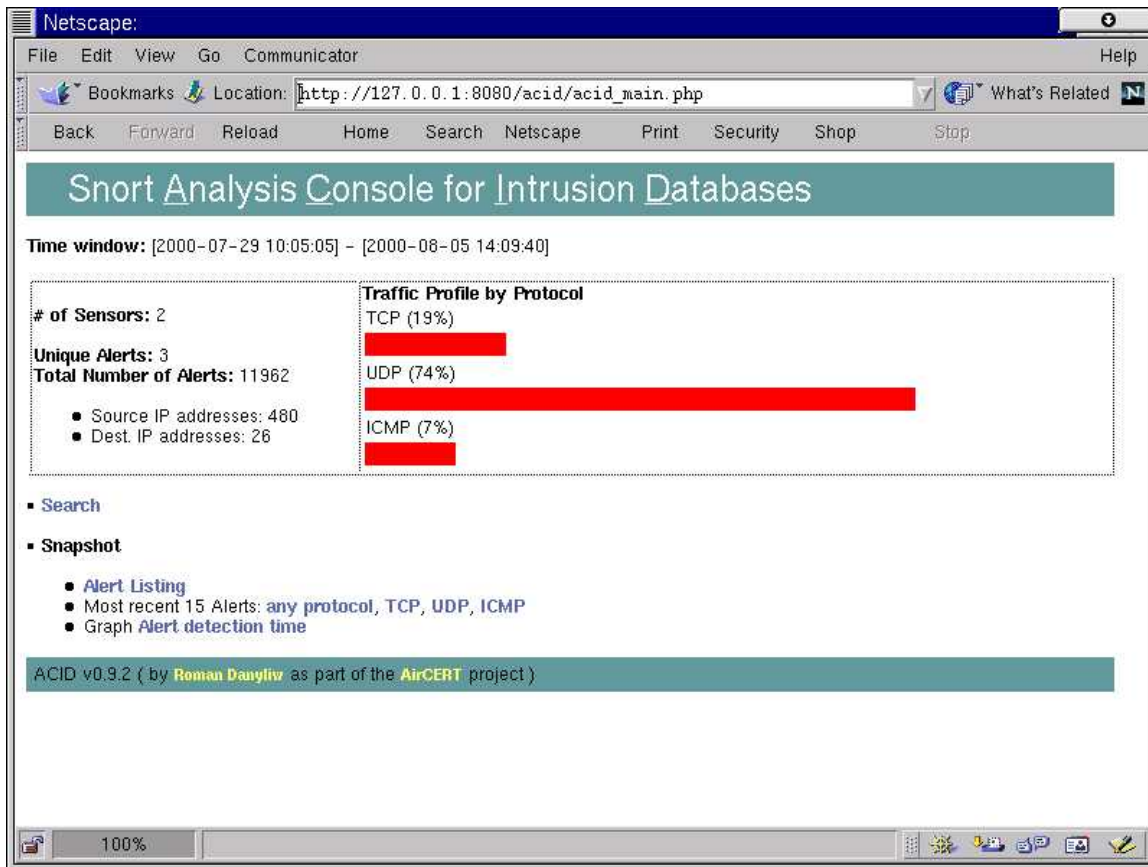 Netscape:
File Edit View Go Communicator Help
Bookmarks Location: http://127.0.0.1:8080/acid/acid_main.php What's Related N
Back Forward Reload Home Search Netscape Print Security Shop Stop
Snort Analysis Console for Intrusion Databases
Time window: [2000-07-29 10:05:05] - [2000-08-05 14:09:40]
# of Sensors: 2
Unique Alerts: 3
Total Number of Alerts: 11962
• Source IP addresses: 480
• Dest. IP addresses: 26
Traffic Profile by Protocol
TCP (19%)
UDP (74%)
ICMP (7%)
▪ Search
▪ Snapshot
• Alert Listing
• Most recent 15 Alerts: any protocol, TCP, UDP, ICMP
• Graph Alert detection time
ACID v0.9.2 ( by Roman Danyliw as part of the AirCERT project )
100%